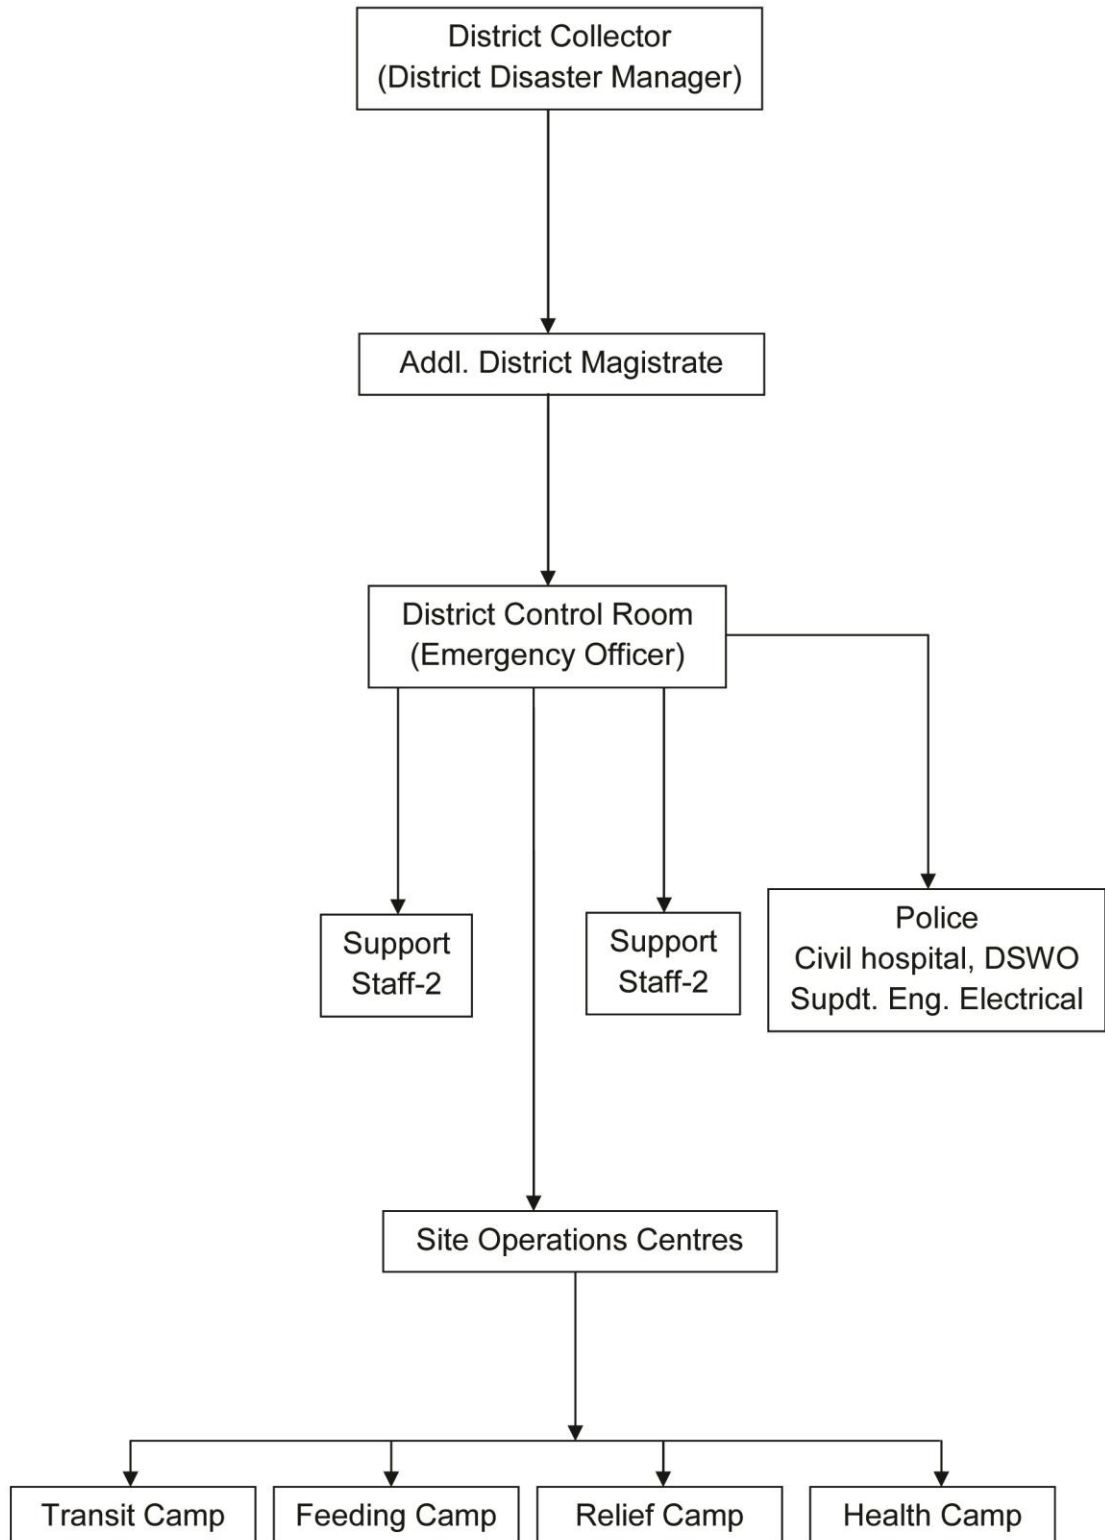 District Collector
(District Disaster Manager)
Addl. District Magistrate
District Control Room
(Emergency Officer)
Support
Staff-2
Support
Staff-2
Police
Civil hospital, DSWO
Supdt. Eng. Electrical
Site Operations Centres
Transit Camp
Feeding Camp
Relief Camp
Health Camp